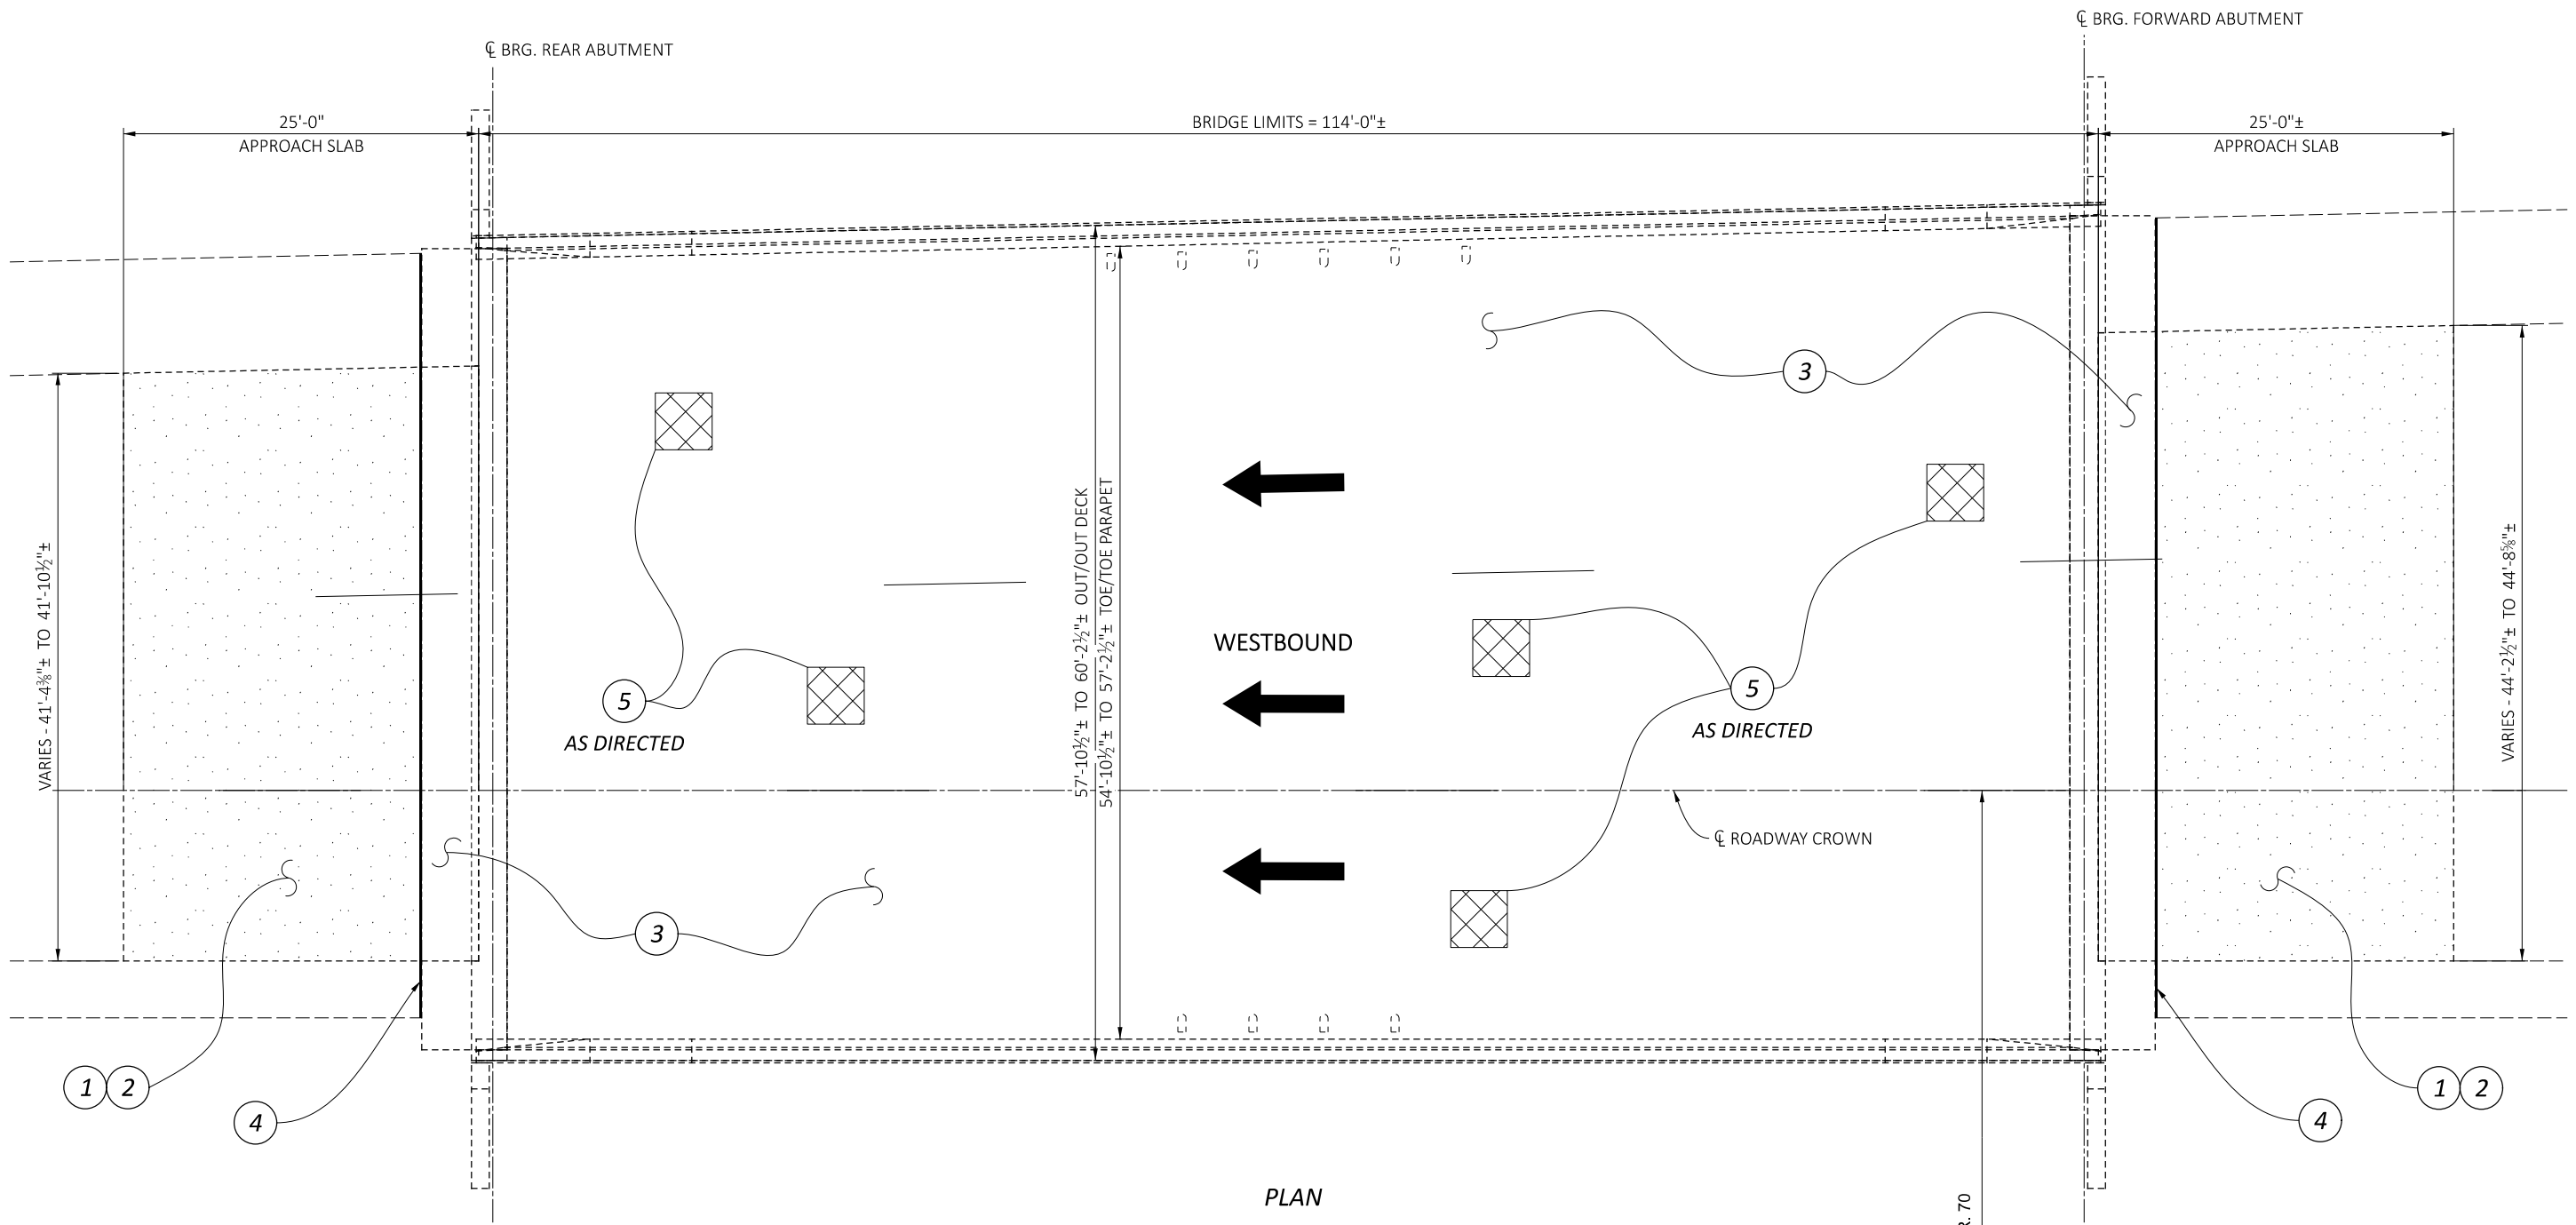 ℄ BRG. FORWARD ABUTMENT
℄ BRG. REAR ABUTMENT
25'-0"
APPROACH SLAB
BRIDGE LIMITS = 114'-0"±
25'-0"±
APPROACH SLAB
VARIES - 41'-4⅜"± TO 41'-10½"±
57'-10½"± TO 60'-2½"± OUT/OUT DECK
54'-10½"± TO 57'-2½"± TOE/TOE PARAPET
VARIES - 44'-2½"± TO 44'-8⅝"±
3
WESTBOUND
5
AS DIRECTED
5
AS DIRECTED
℄ ROADWAY CROWN
3
1 2
4
1 2
4
PLAN
R. 70